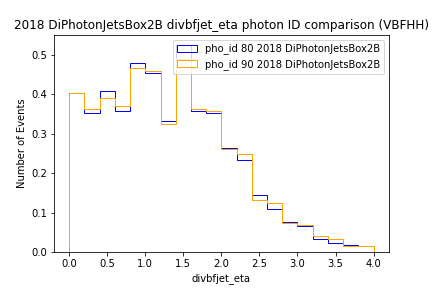 2018 DiPhotonJetsBox2B divbfjet_eta photon ID comparison (VBFHH)
pho_id 80 2018 DiPhotonJetsBox2B
pho_id 90 2018 DiPhotonJetsBox2B
Number of Events
0.5
0.4
0.3
0.2
0.1
0.0
0.0 0.5 1.0 1.5 2.0 2.5 3.0 3.5 4.0
divbfjet_eta